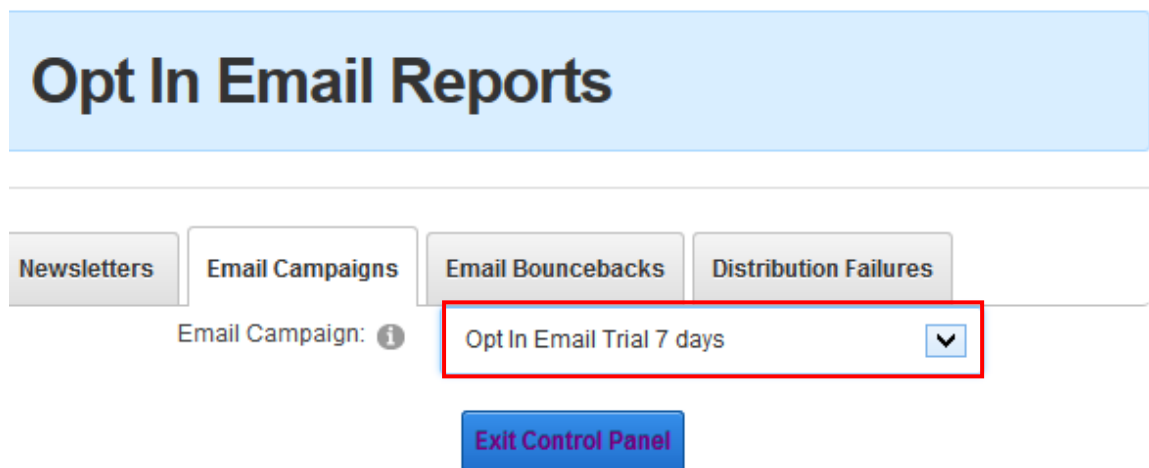 Opt In Email Reports
Newsletters Email Campaigns Email Bouncebacks Distribution Failures
Email Campaign: Opt In Email Trial 7 days
Exit Control Panel